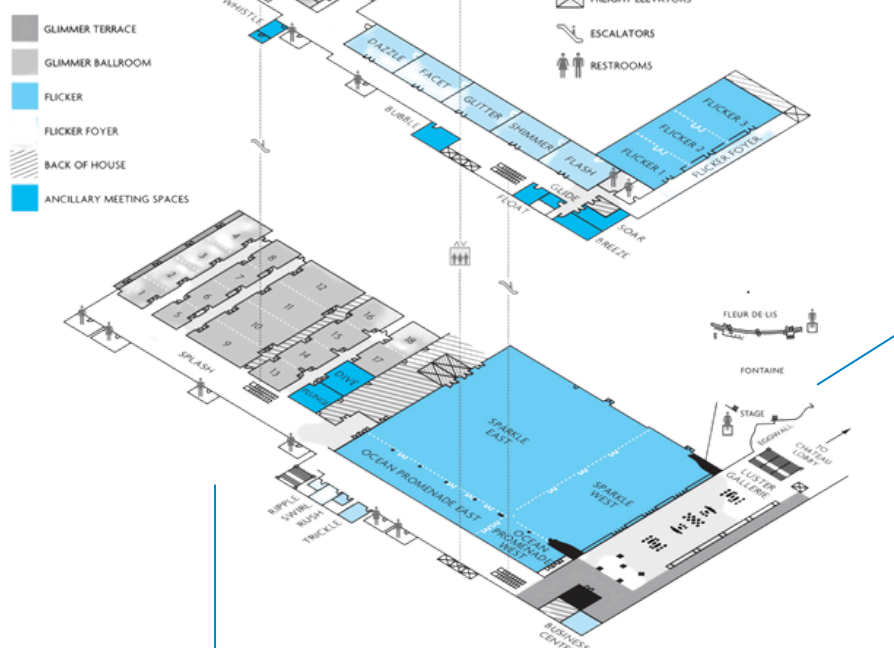 FREIGHT ELEVATORS
ESCALATORS
RESTROOMS
GLIMMER TERRACE
GLIMMER BALLROOM
FLICKER
FLICKER FOYER
BACK OF HOUSE
ANCILLARY MEETING SPACES
WHISTLE
DAZZLE
FACET
GLITTER
SHIMMER
FLASH
BUBBLE
FLOAT
GLIDE
BREEZE
SOAR
FLICKER 1
FLICKER 2
FLICKER 3
FLICKER FOYER
1
2
3
4
5
6
7
8
9
10
11
12
13
14
15
16
17
18
SPLASH
PLUNGE
DIVE
SPARKLE
EAST
SPARKLE
WEST
OCEAN PROMENADE EAST
OCEAN
PROMENADE
WEST
RIPPLE
SWIRL
RUSH
TRICKLE
FLEUR DE LIS
FONTAINE
STAGE
EGGWALL
TO
CHATEAU
LOBBY
LUSTER
GALLERIE
BUSINESS